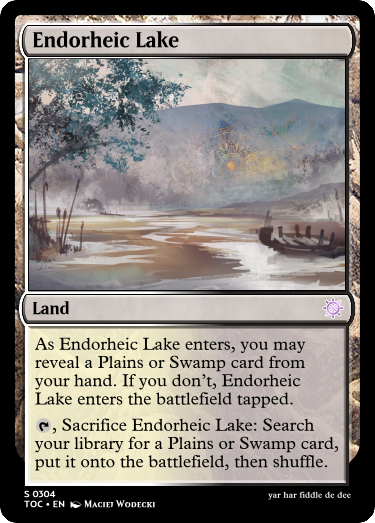 Endorheic Lake
Land
As Endorheic Lake enters, you may
reveal a Plains or Swamp card from
your hand. If you don't, Endorheic
Lake enters the battlefield tapped.
, Sacrifice Endorheic Lake: Search
your library for a Plains or Swamp card,
put it onto the battlefield, then shuffle.
S 0304
TOC • EN Maciej Wodecki
yar har fiddle de dee